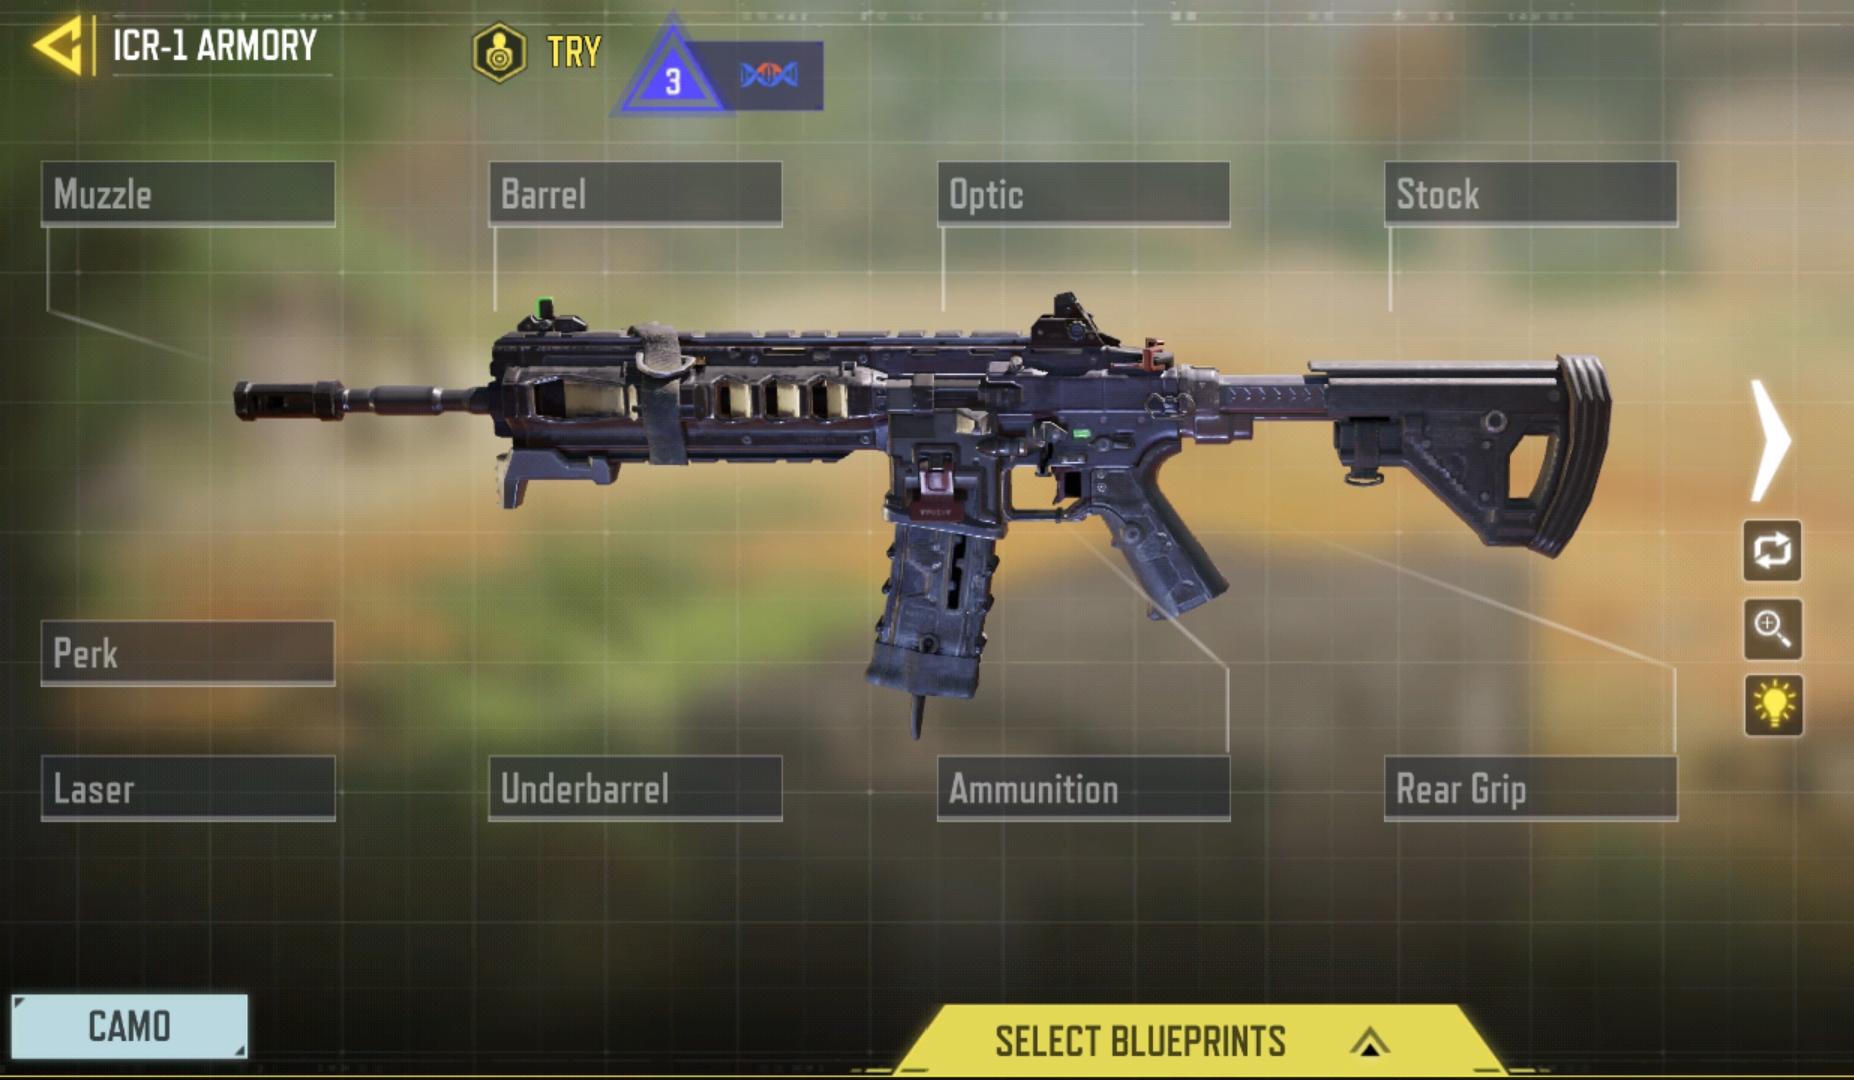 ICR-1 ARMORY
TRY
3
Muzzle
Barrel
Optic
Stock
Perk
Laser
Underbarrel
Ammunition
Rear Grip
CAMO
SELECT BLUEPRINTS